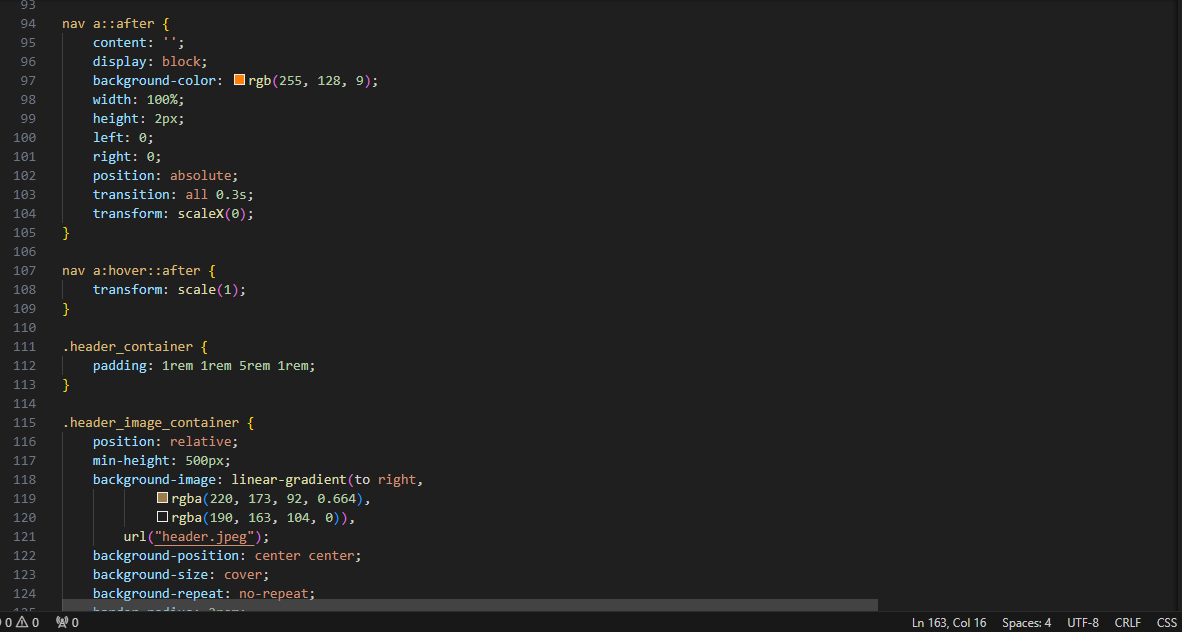 93
94 nav a::after {
95     content: '';
96     display: block;
97     background-color: rgb(255, 128, 9);
98     width: 100%;
99     height: 2px;
100     left: 0;
101     right: 0;
102     position: absolute;
103     transition: all 0.3s;
104     transform: scaleX(0);
105 }
106
107 nav a:hover::after {
108     transform: scale(1);
109 }
110
111 .header_container {
112     padding: 1rem 1rem 5rem 1rem;
113 }
114
115 .header_image_container {
116     position: relative;
117     min-height: 500px;
118     background-image: linear-gradient(to right,
119             rgba(220, 173, 92, 0.664),
120             rgba(190, 163, 104, 0)),
121         url("header.jpeg");
122     background-position: center center;
123     background-size: cover;
124     background-repeat: no-repeat;
0 0 0 Ln 163, Col 16 Spaces: 4 UTF-8 CRLF CSS